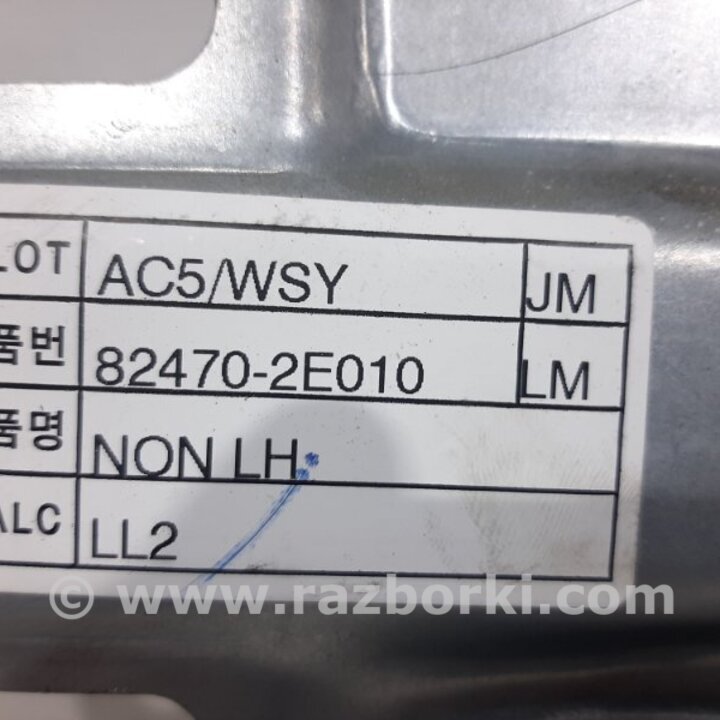 LOT AC5/WSY JM
품번 82470-2E010 LM
품명 NON LH
ALC LL2
© www.razborki.com